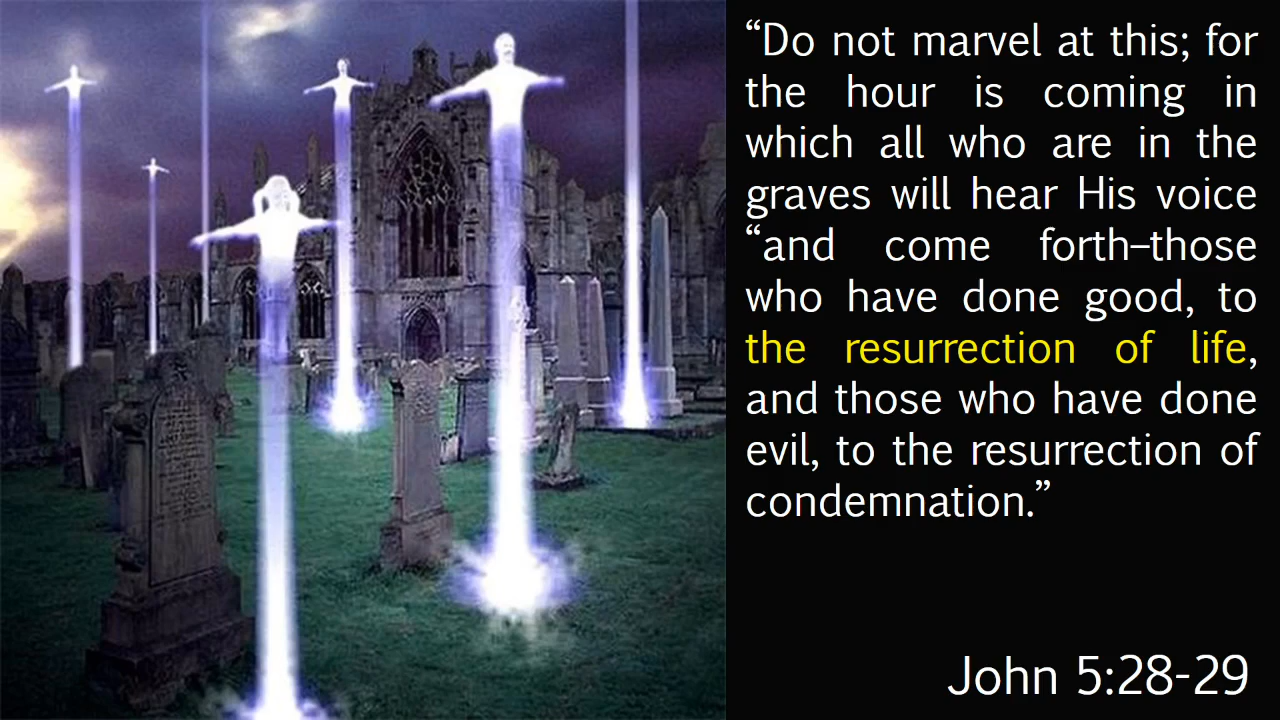 “Do not marvel at this; for
the hour is coming in
which all who are in the
graves will hear His voice
“and come forth–those
who have done good, to
the resurrection of life,
and those who have done
evil, to the resurrection of
condemnation.”
John 5:28-29